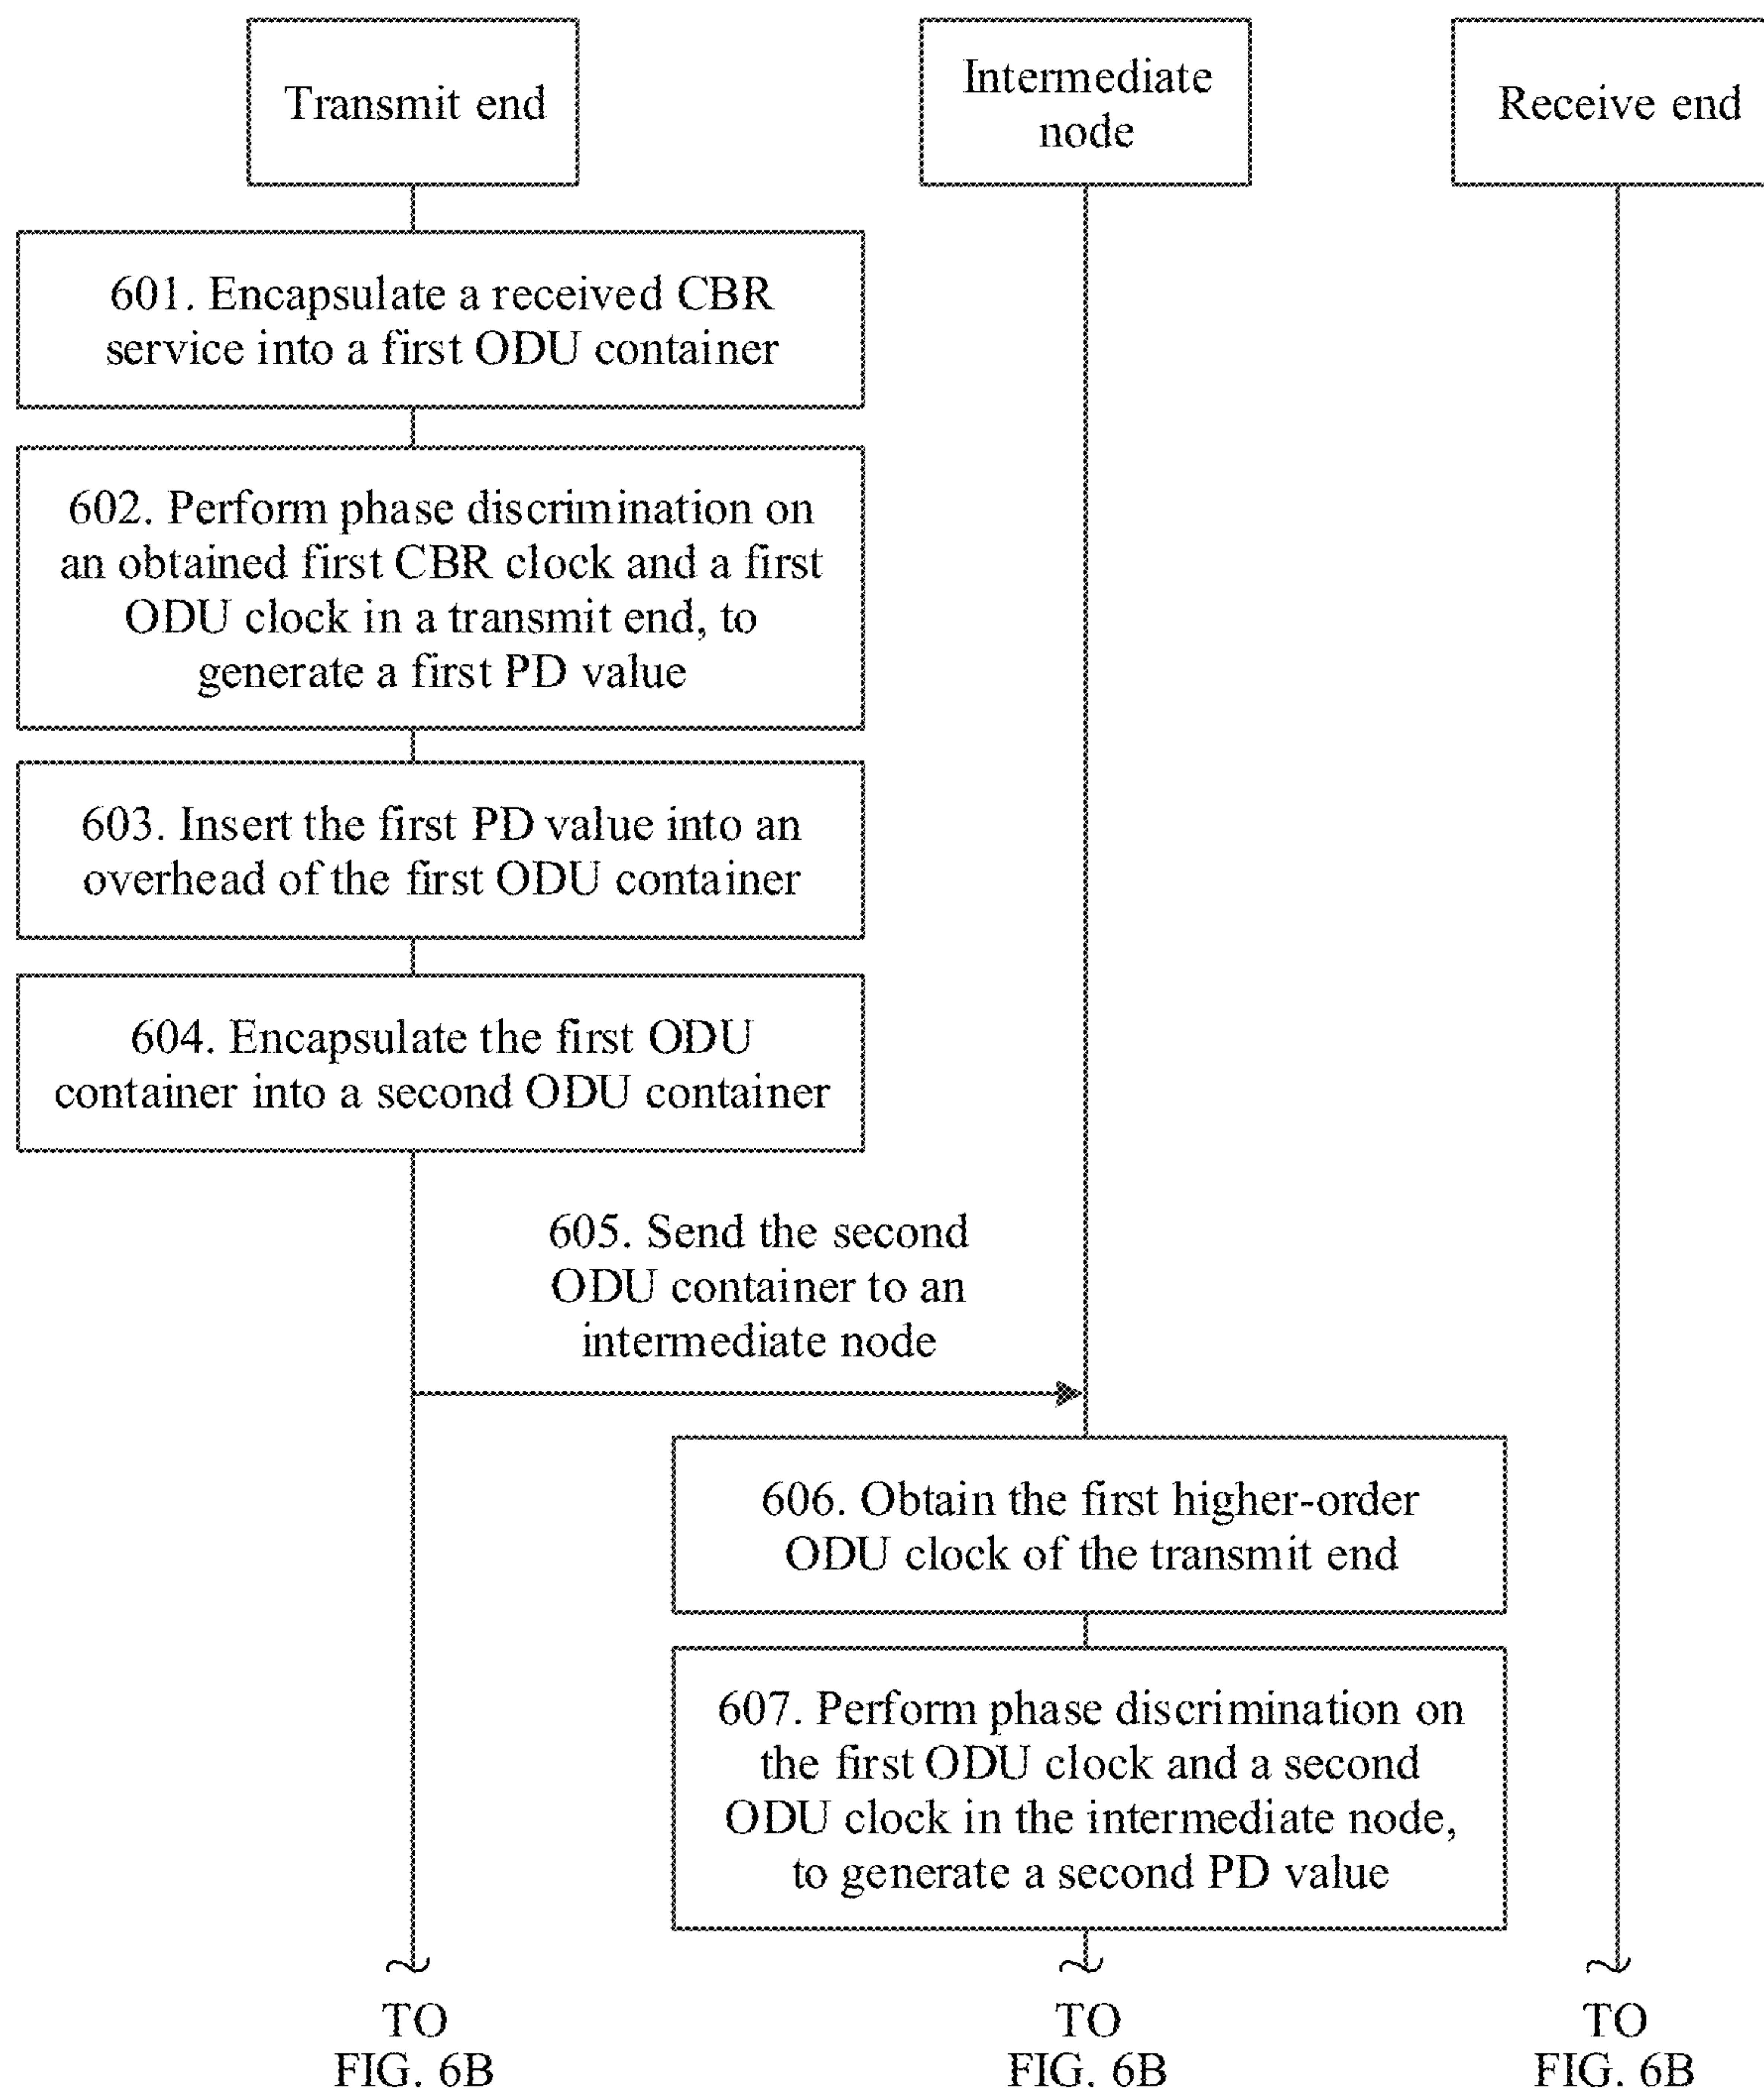 Transmit end
Intermediate
node
Receive end
601. Encapsulate a received CBR
service into a first ODU container
602. Perform phase discrimination on
an obtained first CBR clock and a first
ODU clock in a transmit end, to
generate a first PD value
603. Insert the first PD value into an
overhead of the first ODU container
604. Encapsulate the first ODU
container into a second ODU container
605. Send the second
ODU container to an
intermediate node
606. Obtain the first higher-order
ODU clock of the transmit end
607. Perform phase discrimination on
the first ODU clock and a second
ODU clock in the intermediate node,
to generate a second PD value
TO
FIG. 6B
TO
FIG. 6B
TO
FIG. 6B